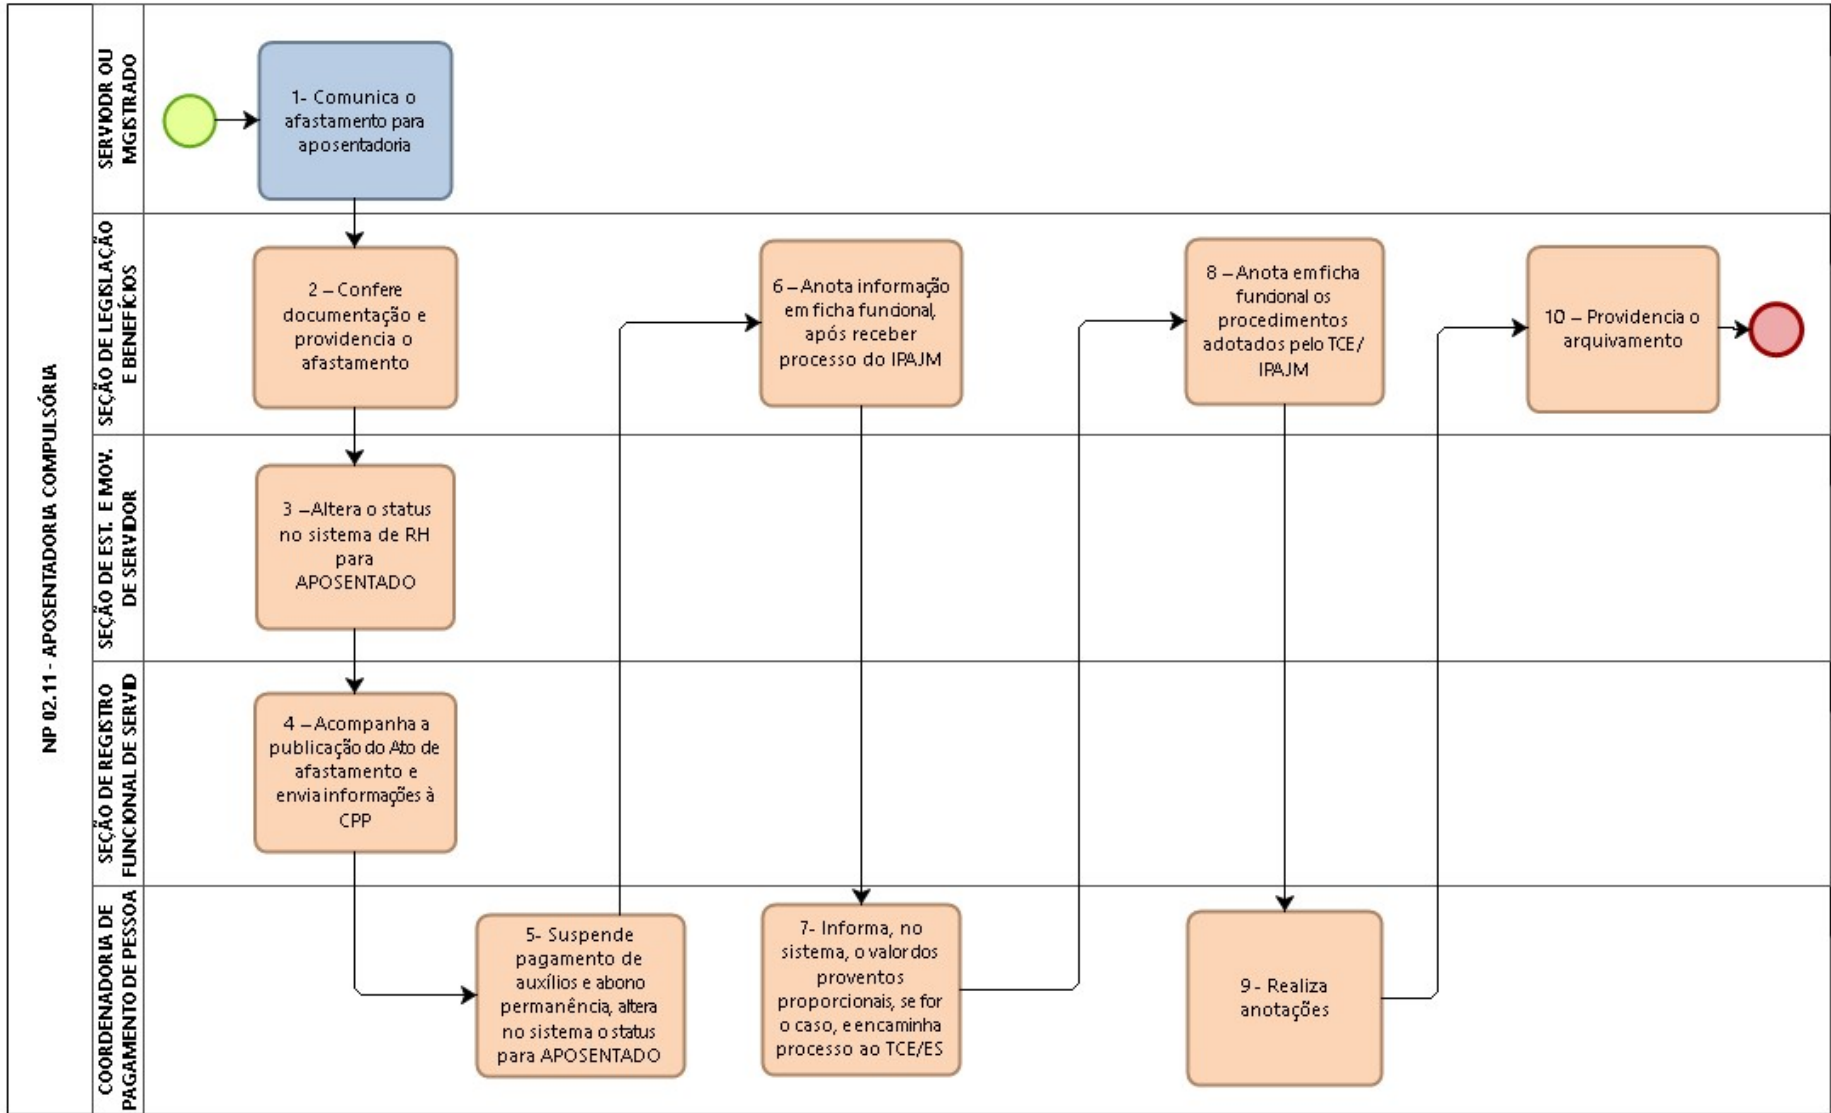 NP 02.11 - APOSENTADORIA COMPULSÓRIA
SERVIODR OU
MGISTRADO
1- Comunica o
afastamento para
aposentadoria
SEÇÃO DE LEGISLAÇÃO
E BENEFÍCIOS
2 – Confere
documentação e
providencia o
afastamento
6 – Anota informação
em ficha funcional,
após receber
processo do IPAJM
8 – Anota em ficha
funcional os
procedimentos
adotados pelo TCE/
IPAJM
10 – Providencia o
arquivamento
SEÇÃO DE EST. E MOV.
DE SERVIDOR
3 – Altera o status
no sistema de RH
para
APOSENTADO
SEÇÃO DE REGISTRO
FUNCIONAL DE SERVID
4 – Acompanha a
publicação do Ato de
afastamento e
envia informações à
CPP
COORDENADORIA DE
PAGAMENTO DE PESSOA
5- Suspende
pagamento de
auxílios e abono
permanência, altera
no sistema o status
para APOSENTADO
7- Informa, no
sistema, o valor dos
proventos
proporcionais, se for
o caso, e encaminha
processo ao TCE/ES
9 - Realiza
anotações